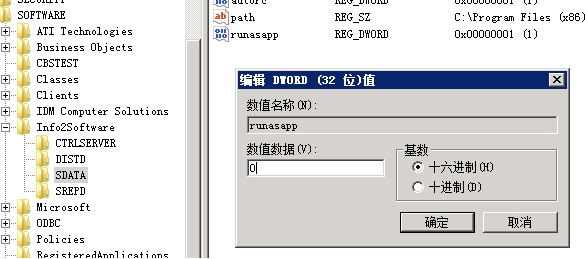 SOFTWARE
ATI Technologies
Business Objects
CBSTEST
Classes
Clients
IDM Computer Solutions
Info2Software
CTRLSERVER
DISTD
SDATA
SREPD
Microsoft
ODBC
Policies
RegisteredApplications
REG_DWORD 0x00000001 (1)
path REG_SZ C:\Program Files (x86)
runasapp REG_DWORD 0x00000001 (1)
编辑 DWORD (32 位)值
数值名称(N):
runasapp
数值数据(V):
0
基数
十六进制(H)
十进制(D)
确定
取消